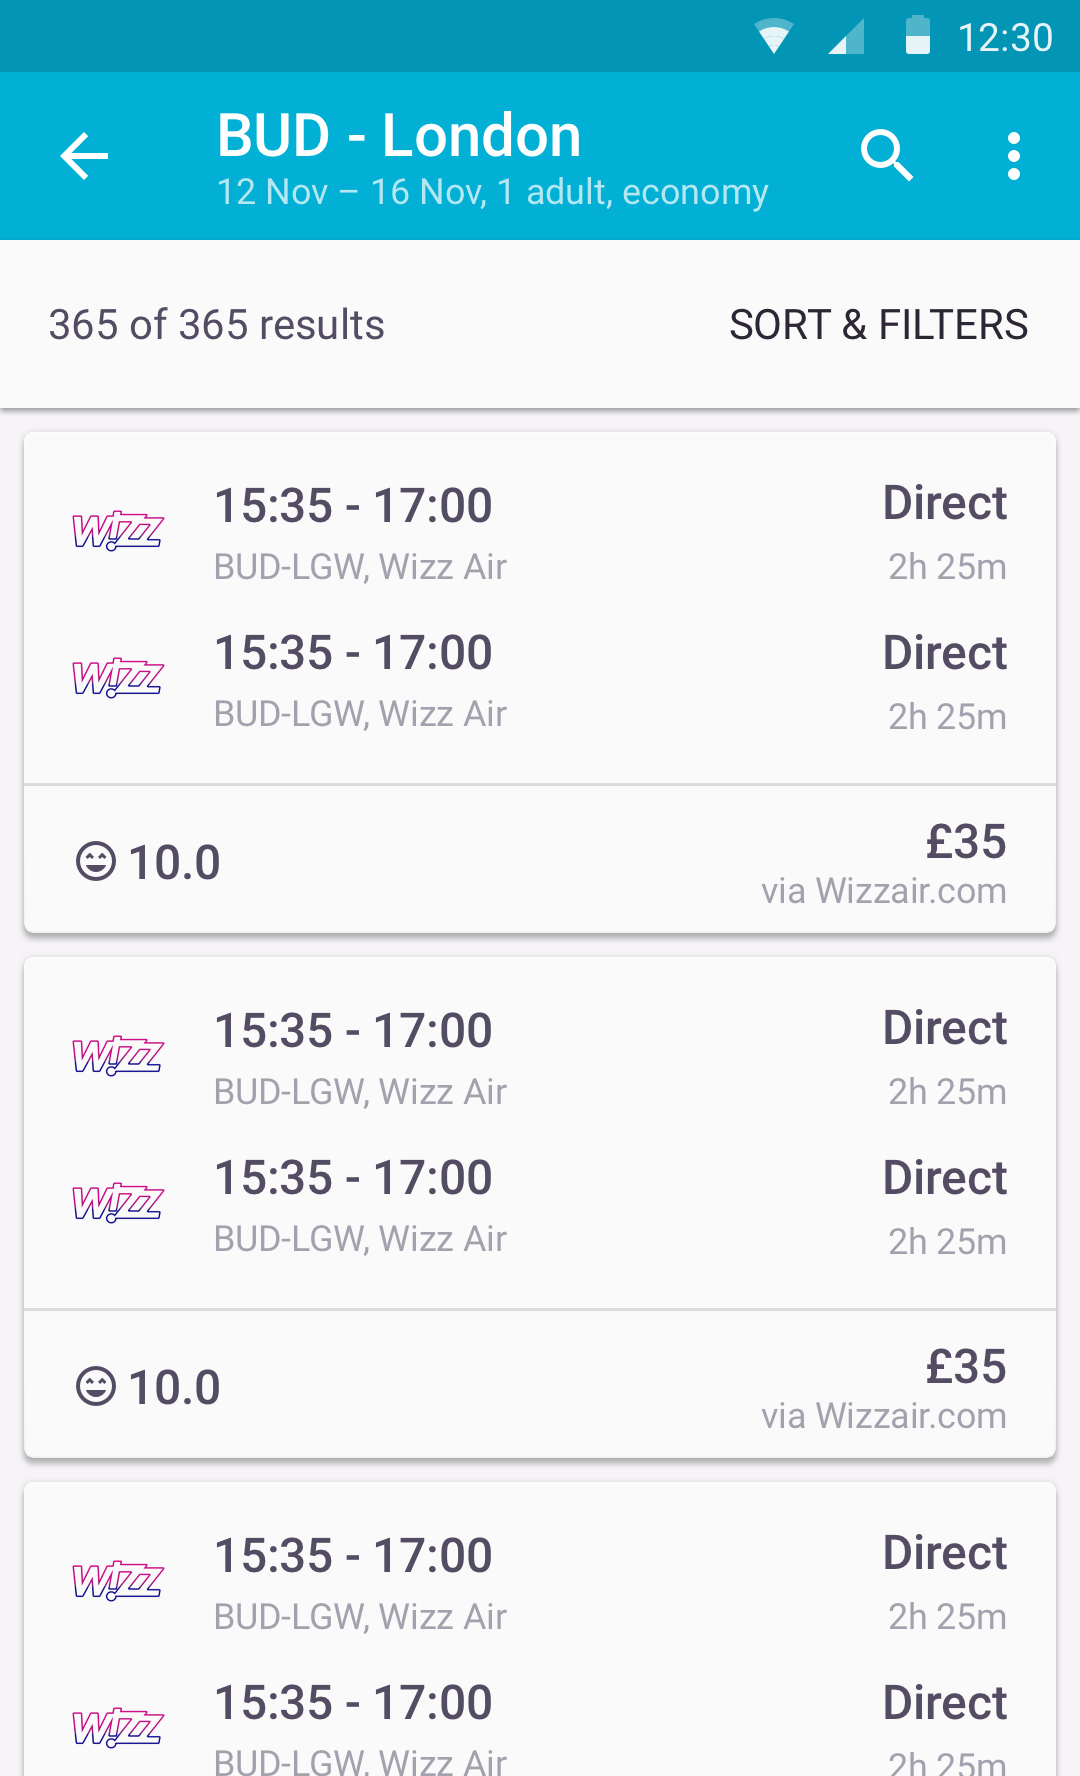 12:30
BUD - London
12 Nov – 16 Nov, 1 adult, economy
365 of 365 results SORT & FILTERS
15:35 - 17:00 Direct
Wizz
BUD-LGW, Wizz Air 2h 25m
15:35 - 17:00 Direct
Wizz
BUD-LGW, Wizz Air 2h 25m
10.0 £35
via Wizzair.com
15:35 - 17:00 Direct
Wizz
BUD-LGW, Wizz Air 2h 25m
15:35 - 17:00 Direct
Wizz
BUD-LGW, Wizz Air 2h 25m
10.0 £35
via Wizzair.com
15:35 - 17:00 Direct
Wizz
BUD-LGW, Wizz Air 2h 25m
15:35 - 17:00 Direct
Wizz
BUD-LGW, Wizz Air 2h 25m